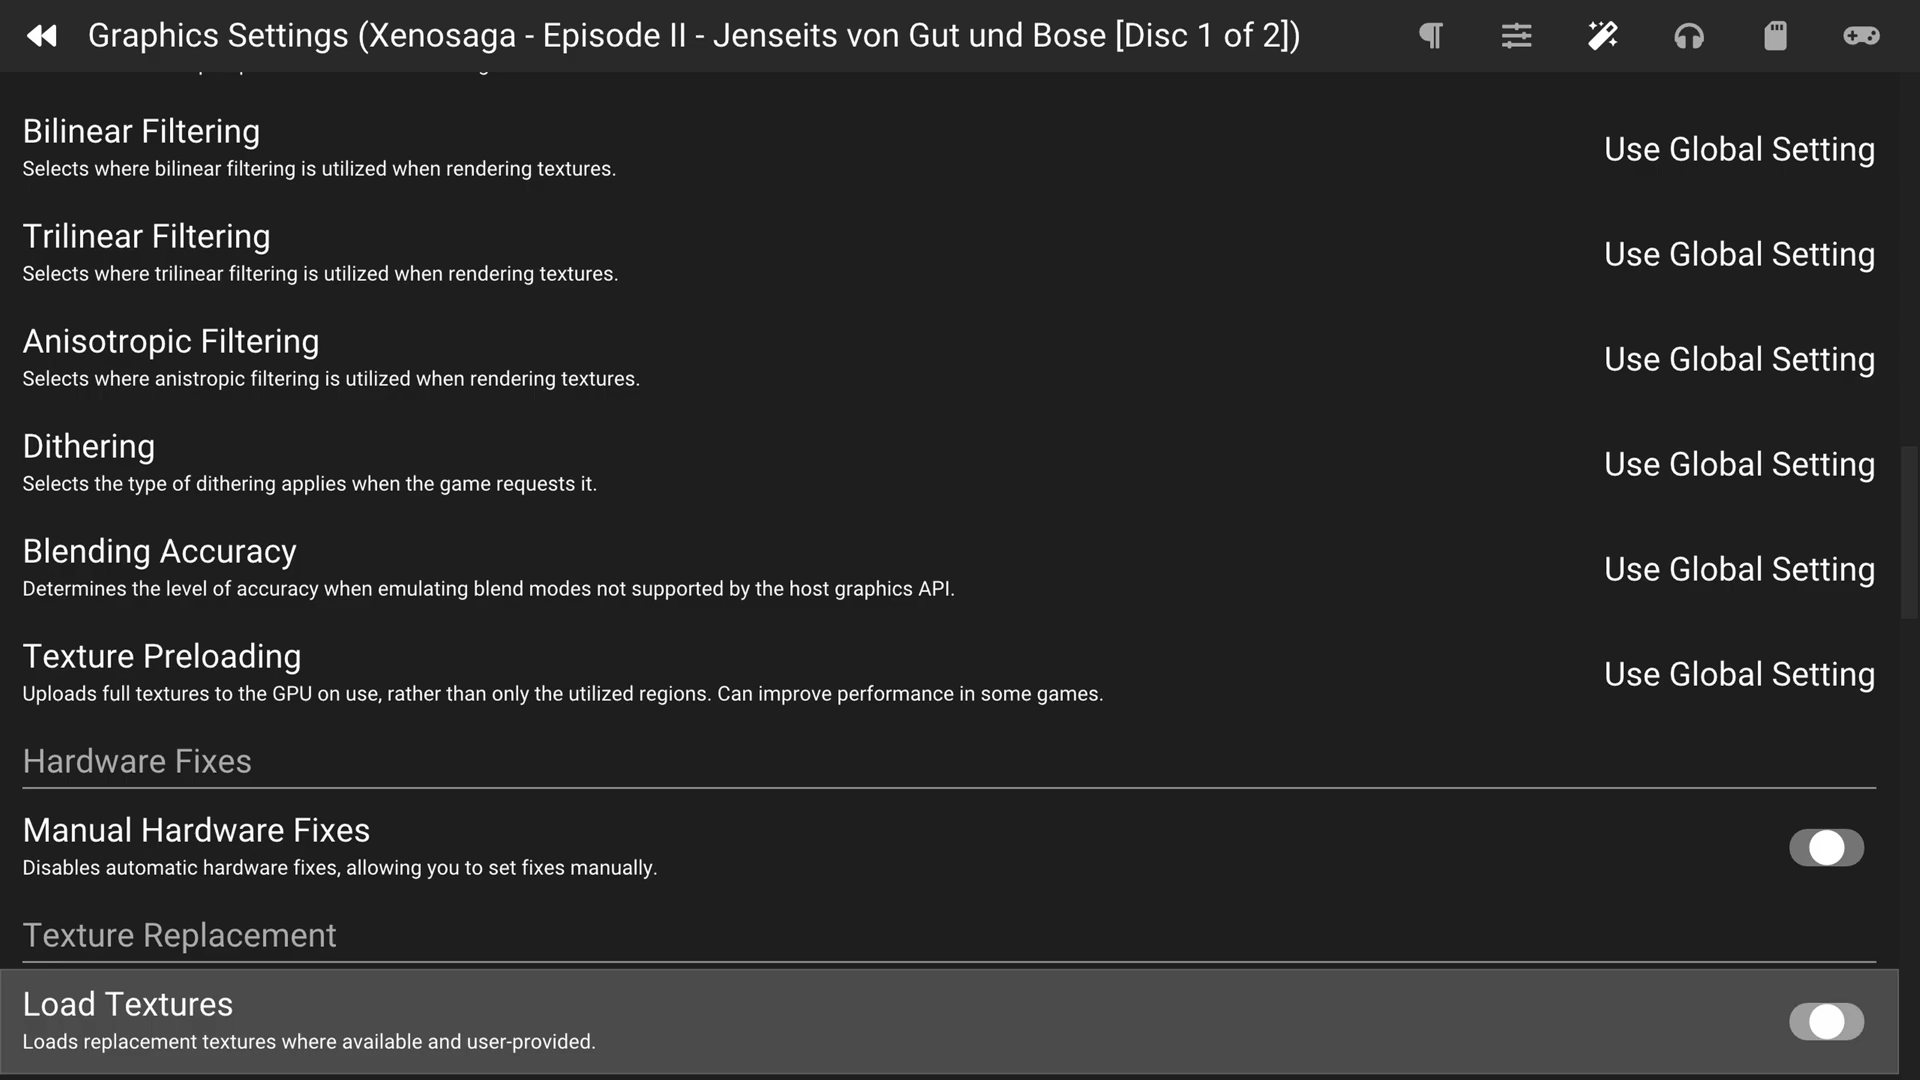 Graphics Settings (Xenosaga - Episode II - Jenseits von Gut und Bose [Disc 1 of 2])
Bilinear Filtering
Selects where bilinear filtering is utilized when rendering textures.
Use Global Setting
Trilinear Filtering
Selects where trilinear filtering is utilized when rendering textures.
Use Global Setting
Anisotropic Filtering
Selects where anistropic filtering is utilized when rendering textures.
Use Global Setting
Dithering
Selects the type of dithering applies when the game requests it.
Use Global Setting
Blending Accuracy
Determines the level of accuracy when emulating blend modes not supported by the host graphics API.
Use Global Setting
Texture Preloading
Uploads full textures to the GPU on use, rather than only the utilized regions. Can improve performance in some games.
Use Global Setting
Hardware Fixes
Manual Hardware Fixes
Disables automatic hardware fixes, allowing you to set fixes manually.
Texture Replacement
Load Textures
Loads replacement textures where available and user-provided.